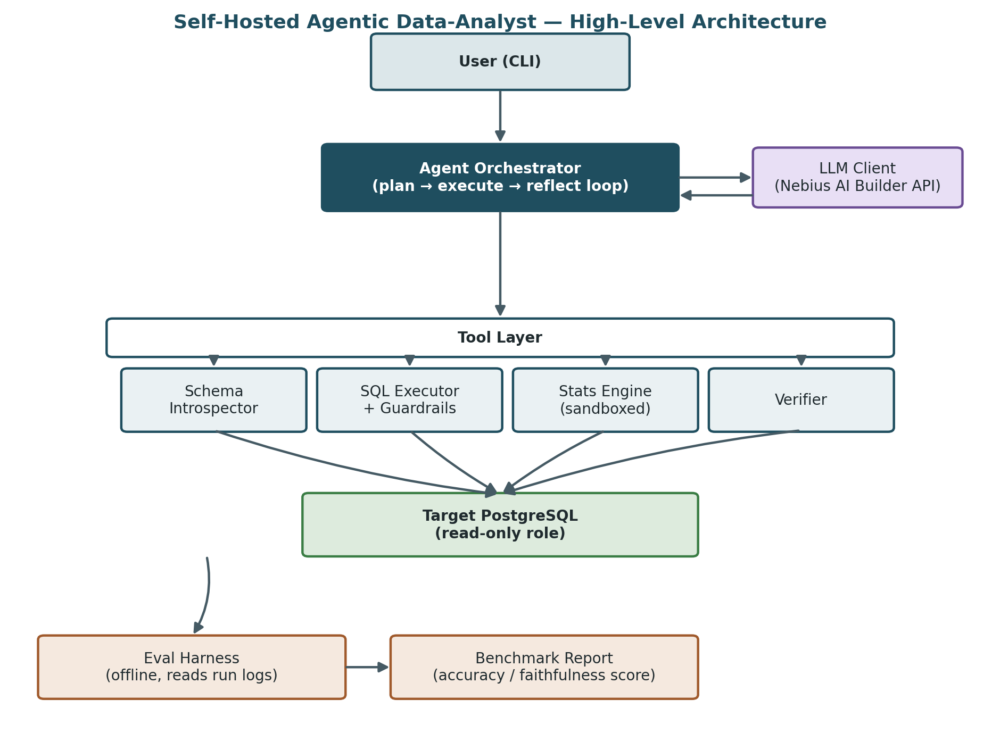 Self-Hosted Agentic Data-Analyst — High-Level Architecture
User (CLI)
Agent Orchestrator
(plan → execute → reflect loop)
LLM Client
(Nebius AI Builder API)
Tool Layer
Schema
Introspector
SQL Executor
+ Guardrails
Stats Engine
(sandboxed)
Verifier
Target PostgreSQL
(read-only role)
Eval Harness
(offline, reads run logs)
Benchmark Report
(accuracy / faithfulness score)